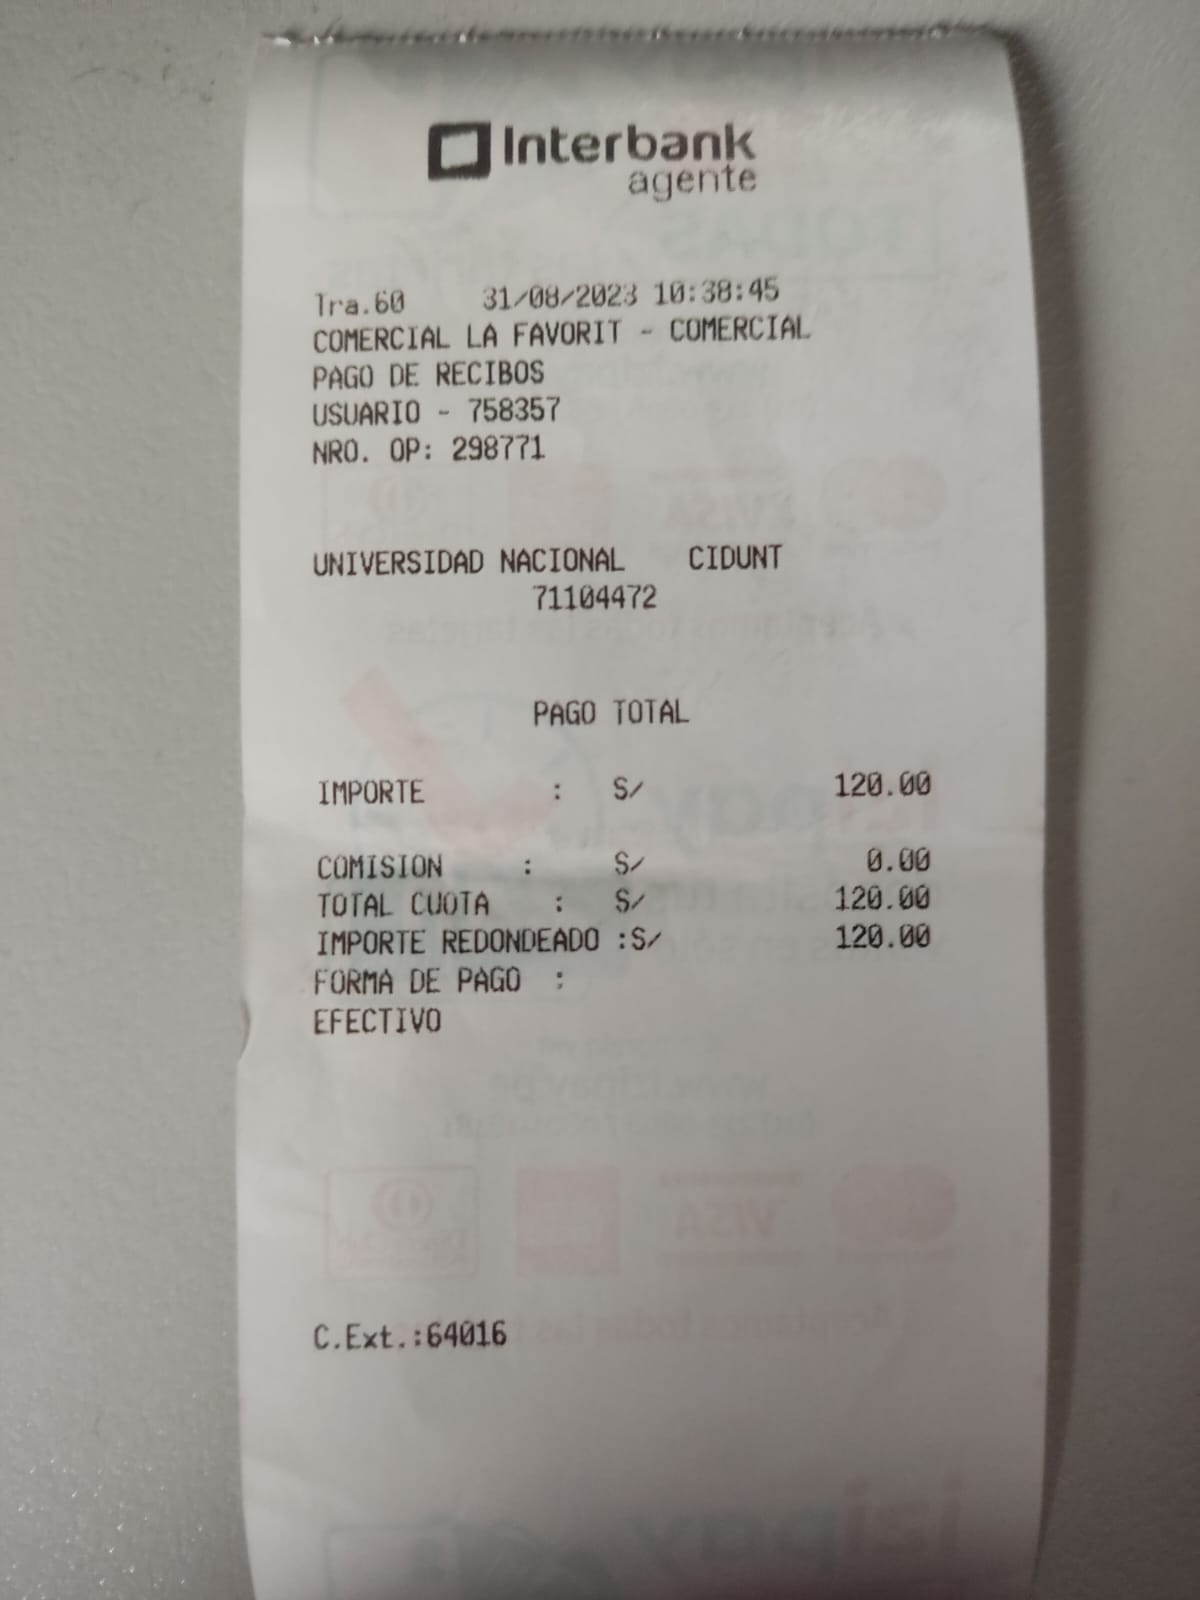 Interbank
agente
Tra.60 31/08/2023 10:38:45
COMERCIAL LA FAVORIT - COMERCIAL
PAGO DE RECIBOS
USUARIO - 758357
NRO. OP: 298771
UNIVERSIDAD NACIONAL CIDUNT
71104472
PAGO TOTAL
IMPORTE : S/ 120.00
COMISION : S/ 0.00
TOTAL CUOTA : S/ 120.00
IMPORTE REDONDEADO :S/ 120.00
FORMA DE PAGO :
EFECTIVO
C.Ext.:64016